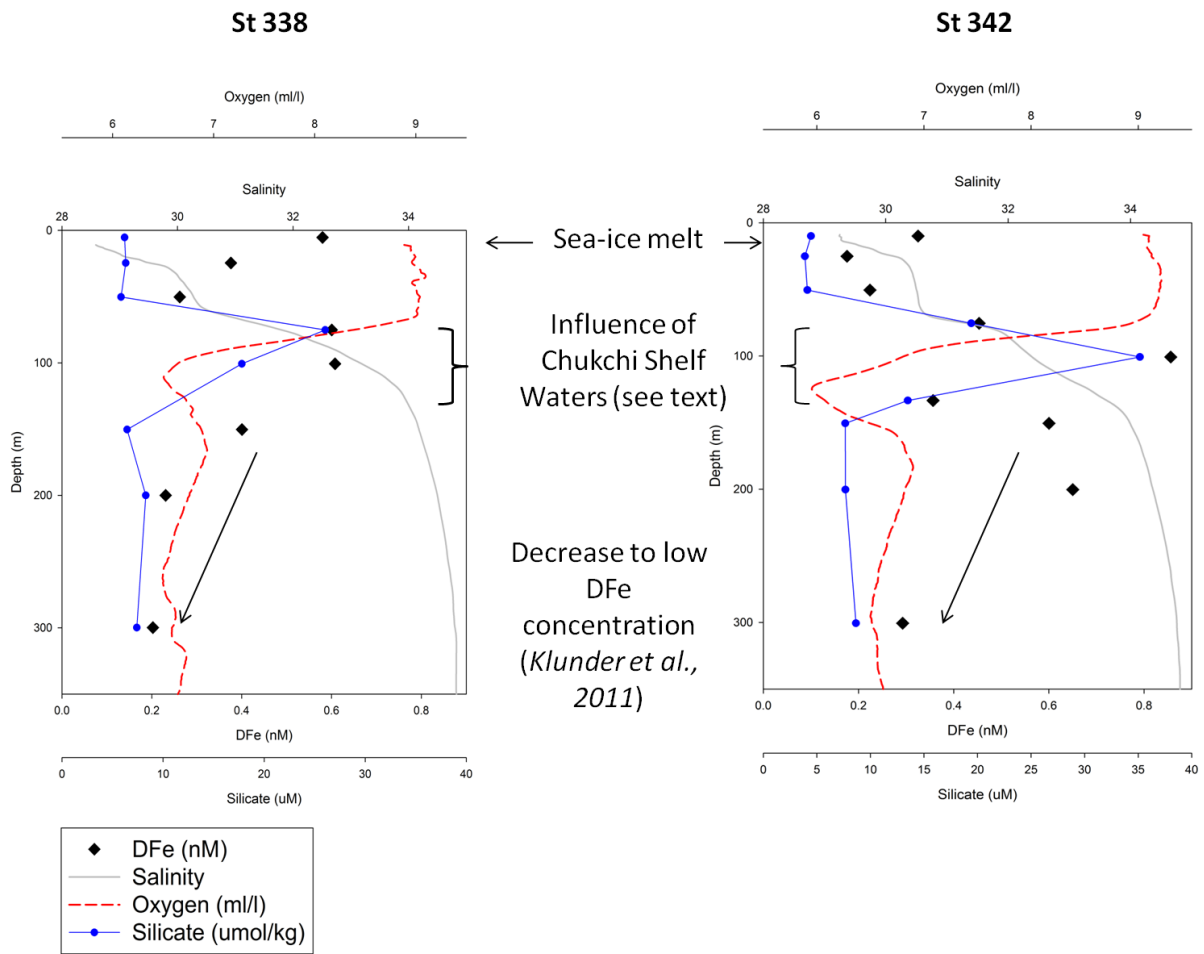 St 338
Oxygen (ml/l)
6 7 8 9
Salinity
28 30 32 34
0
100
200
300
Depth (m)
0.0 0.2 0.4 0.6 0.8
DFe (nM)
0 10 20 30 40
Silicate (uM)
DFe (nM)
Salinity
Oxygen (ml/l)
Silicate (umol/kg)
Sea-ice melt
Influence of
Chukchi Shelf
Waters (see text)
Decrease to low
DFe
concentration
(Klunder et al.,
2011)
St 342
Oxygen (ml/l)
6 7 8 9
Salinity
28 30 32 34
0
100
200
300
Depth (m)
0.0 0.2 0.4 0.6 0.8
DFe (nM)
0 5 10 15 20 25 30 35 40
Silicate (uM)